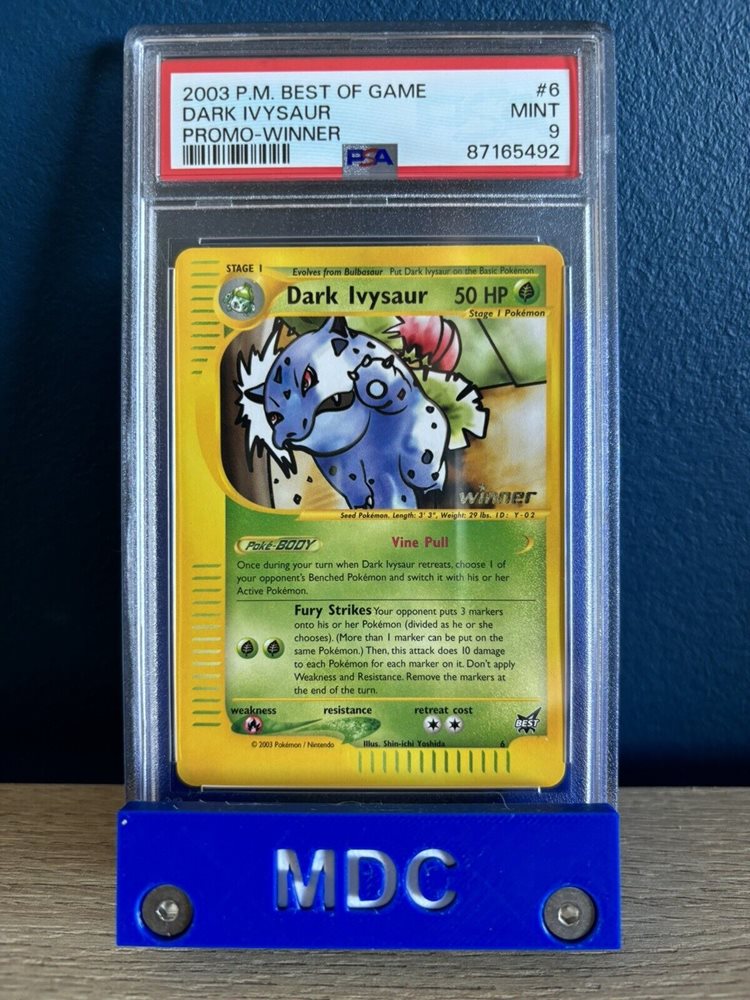 2003 P.M. BEST OF GAME #6
DARK IVYSAUR MINT
PROMO-WINNER 9
PSA 87165492
STAGE 1 Evolves from Bulbasaur Put Dark Ivysaur on the Basic Pokémon
Dark Ivysaur 50 HP
Stage 1 Pokémon
winner
Seed Pokémon. Length: 3' 3", Weight: 29 lbs. ID: Y-02
Poké-BODY Vine Pull
Once during your turn when Dark Ivysaur retreats, choose 1 of
your opponent's Benched Pokémon and switch it with his or her
Active Pokémon.
Fury Strikes Your opponent puts 3 markers
onto his or her Pokémon (divided as he or she
chooses). (More than 1 marker can be put on the
same Pokémon.) Then, this attack does 10 damage
to each Pokémon for each marker on it. Don't apply
Weakness and Resistance. Remove the markers at
the end of the turn.
weakness resistance retreat cost
BEST
© 2003 Pokémon / Nintendo Illus. Shin-ichi Yoshida 6
MDC